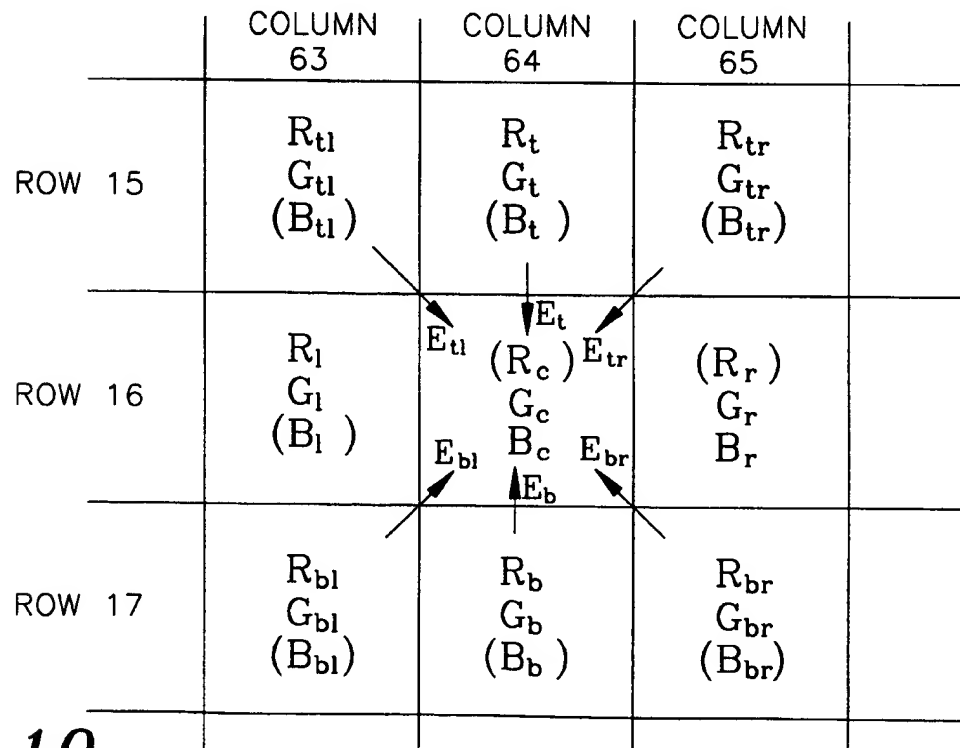 COLUMN 63 COLUMN 64 COLUMN 65
ROW 15
R_tl R_t R_tr
G_tl G_t G_tr
(B_tl) (B_t) (B_tr)
E_t
E_tl E_tr
ROW 16
R_l (R_c) (R_r)
G_l G_c G_r
(B_l) B_c B_r
E_bl E_br
E_b
ROW 17
R_bl R_b R_br
G_bl G_b G_br
(B_bl) (B_b) (B_br)